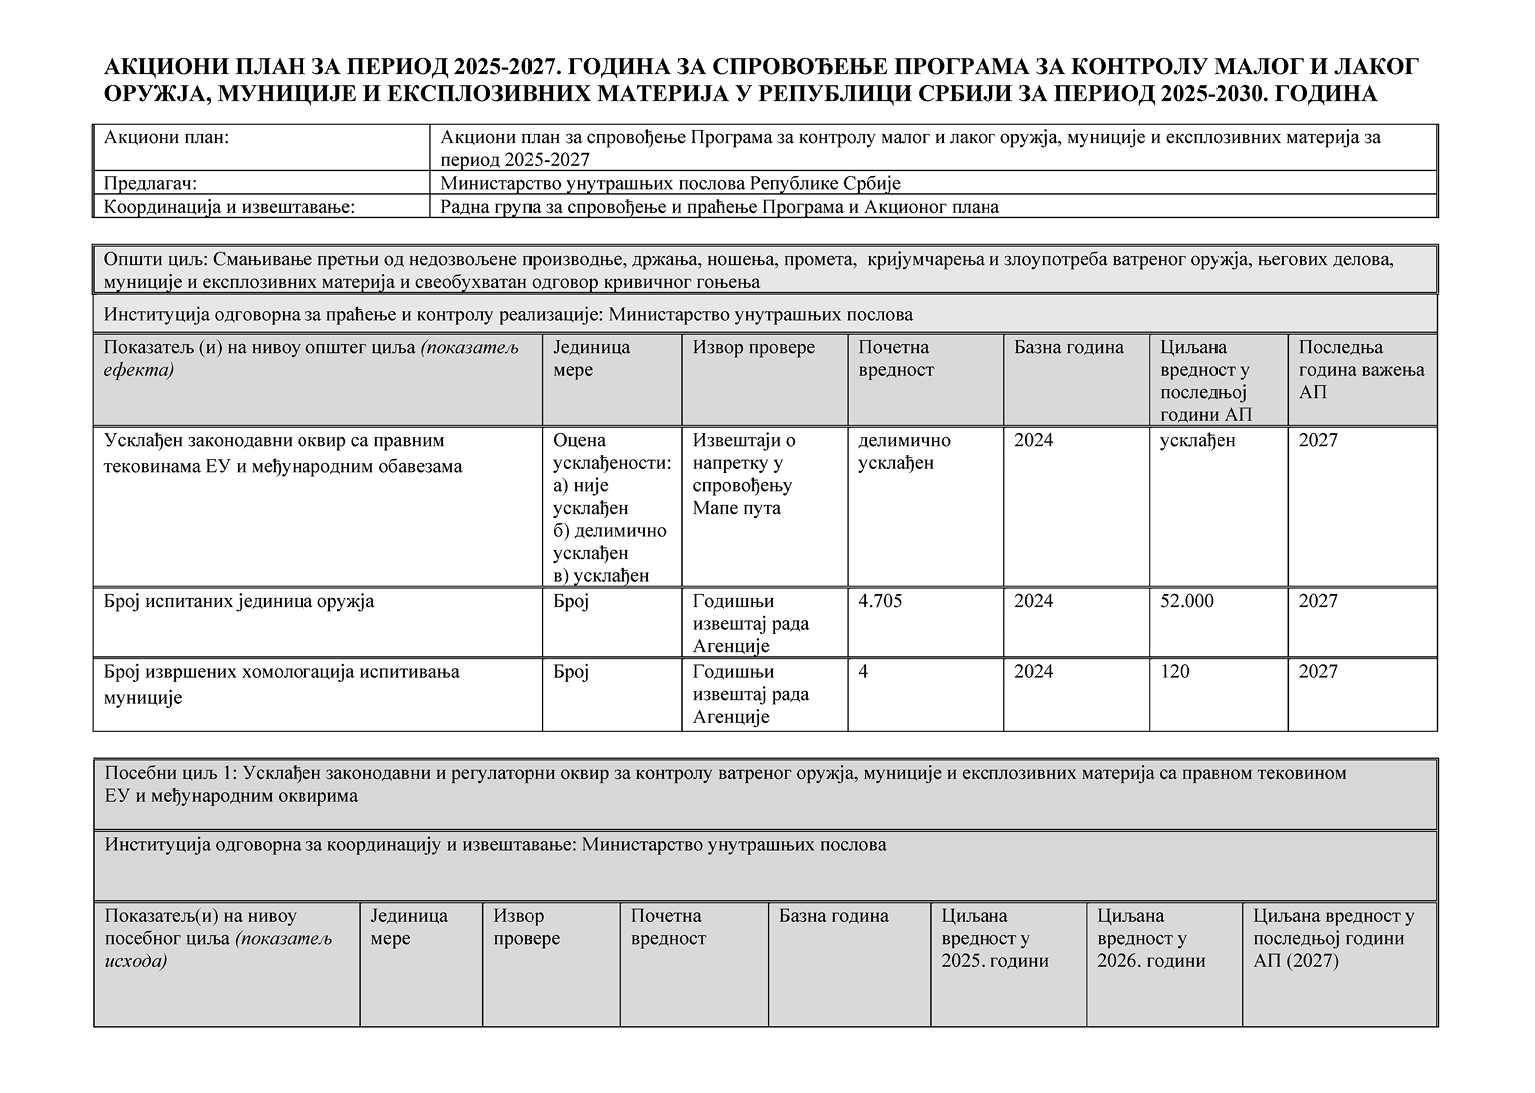 АКЦИОНИ ПЛАН ЗА ПЕРИОД 2025-2027. ГОДИНА ЗА СПРОВОЂЕЊЕ ПРОГРАМА ЗА КОНТРОЛУ МАЛОГ И ЛАКОГ
ОРУЖЈА, МУНИЦИЈЕ И ЕКСПЛОЗИВНИХ МАТЕРИЈА У РЕПУБЛИЦИ СРБИЈИ ЗА ПЕРИОД 2025-2030. ГОДИНА
Акциони план:
Акциони план за спровођење Програма за контролу малог и лаког оружја, муниције и експлозивних материја за
период 2025-2027
Предлагач:
Министарство унутрашњих послова Републике Србије
Координација и извештавање:
Радна група за спровођење и праћење Програма и Акционог плана
Општи циљ: Смањивање претњи од недозвољене производње, држања, ношења, промета, кријумчарења и злоупотреба ватреног оружја, његових делова,
муниције и експлозивних материја и свеобухватан одговор кривичног гоњења
Институција одговорна за праћење и контролу реализације: Министарство унутрашњих послова
Показатељ (и) на нивоу општег циља (показатељ
ефекта)
Јединица
мере
Извор провере
Почетна
вредност
Базна година
Циљана
вредност у
последњој
години АП
Последња
година важења
АП
Усклађен законодавни оквир са правним
тековинама ЕУ и међународним обавезама
Оцена
усклађености:
а) није
усклађен
б) делимично
усклађен
в) усклађен
Извештаји о
напретку у
спровођењу
Мапе пута
делимично
усклађен
2024
усклађен
2027
Број испитаних јединица оружја
Број
Годишњи
извештај рада
Агенције
4.705
2024
52.000
2027
Број извршених хомологација испитивања
муниције
Број
Годишњи
извештај рада
Агенције
4
2024
120
2027
Посебни циљ 1: Усклађен законодавни и регулаторни оквир за контролу ватреног оружја, муниције и експлозивних материја са правном тековином
ЕУ и међународним оквирима
Институција одговорна за координацију и извештавање: Министарство унутрашњих послова
Показатељ(и) на нивоу
посебног циља (показатељ
исхода)
Јединица
мере
Извор
провере
Почетна
вредност
Базна година
Циљана
вредност у
2025. години
Циљана
вредност у
2026. години
Циљана вредност у
последњој години
АП (2027)